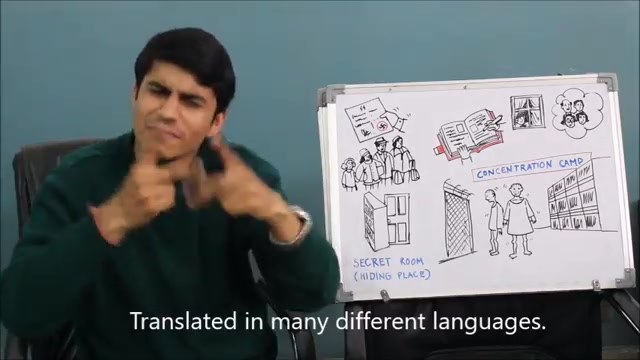 CONCENTRATION CAMP
SECRET ROOM
(HIDING PLACE)
Translated in many different languages.